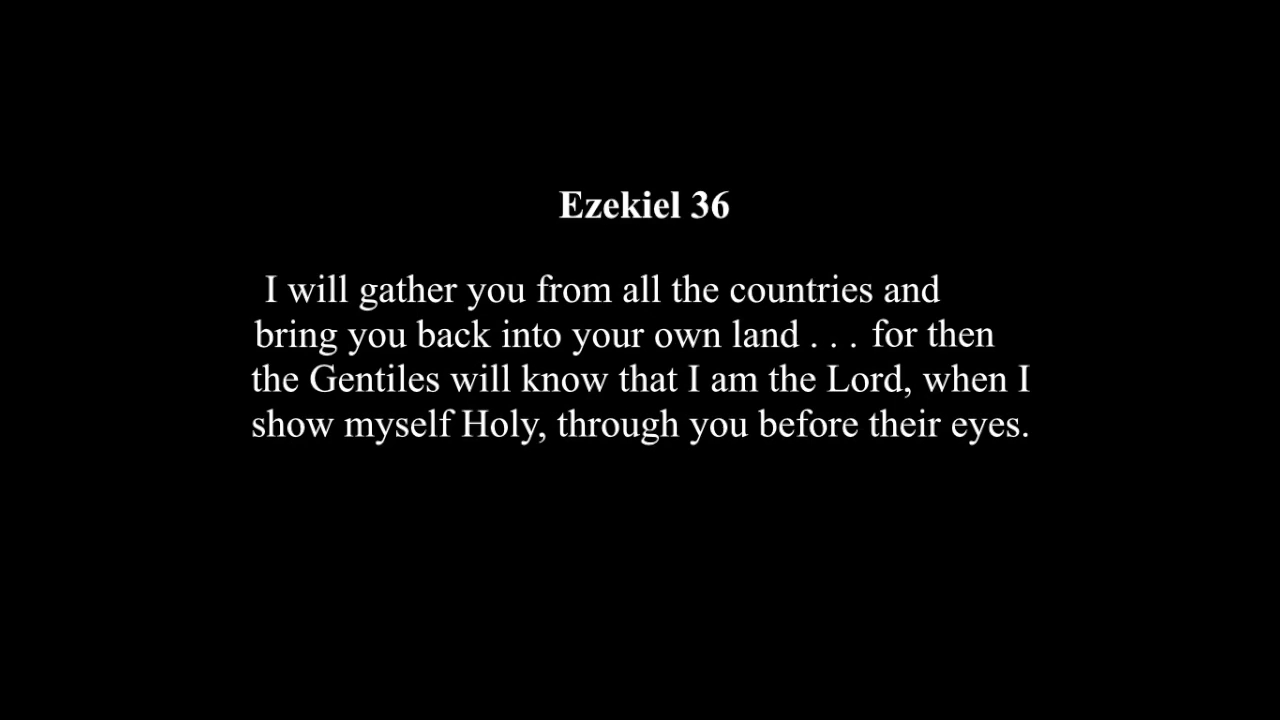 Ezekiel 36
I will gather you from all the countries and
bring you back into your own land . . . for then
the Gentiles will know that I am the Lord, when I
show myself Holy, through you before their eyes.